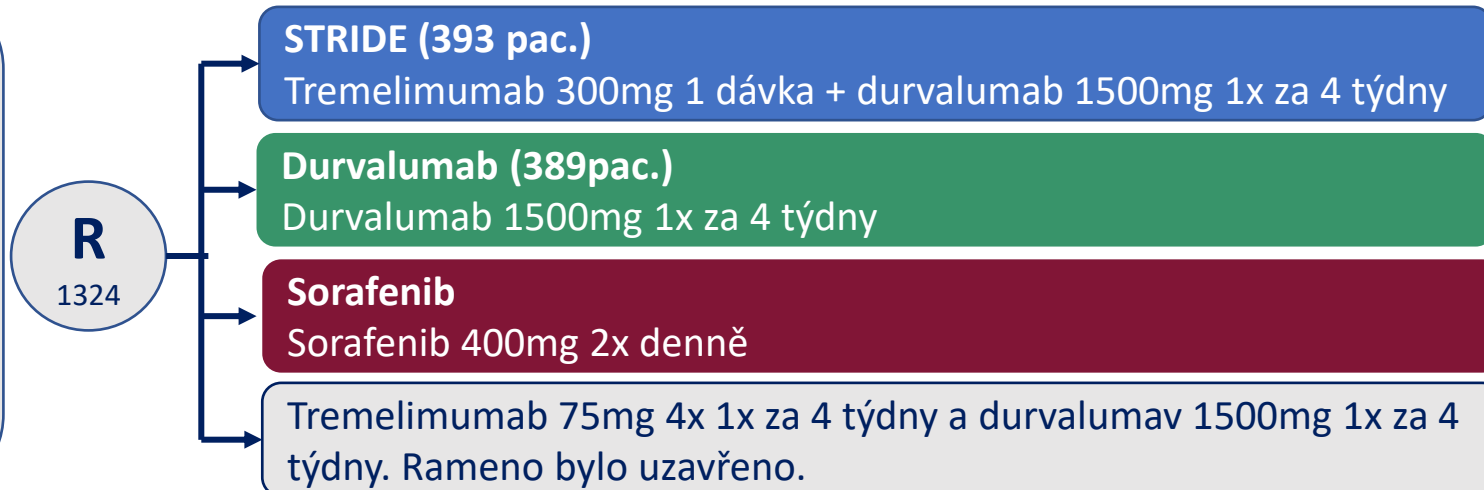 STRIDE (393 pac.)
Tremelimumab 300mg 1 dávka + durvalumab 1500mg 1x za 4 týdny
Durvalumab (389pac.)
Durvalumab 1500mg 1x za 4 týdny
R
1324
Sorafenib
Sorafenib 400mg 2x denně
Tremelimumab 75mg 4x 1x za 4 týdny a durvalumav 1500mg 1x za 4
týdny. Rameno bylo uzavřeno.